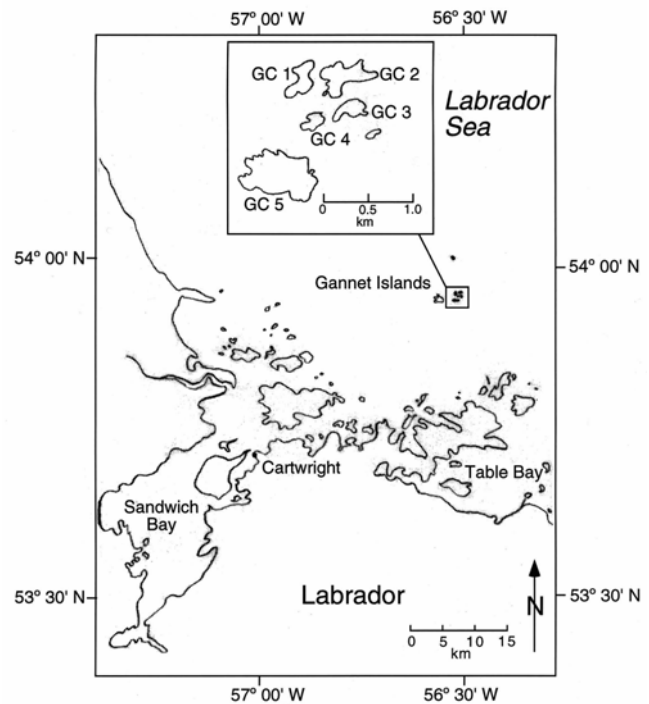 57° 00' W
56° 30' W
GC 1
GC 2
GC 3
GC 4
GC 5
0
0.5
1.0
km
Labrador
Sea
54° 00' N
54° 00' N
Gannet Islands
Cartwright
Table Bay
Sandwich
Bay
53° 30' N
53° 30' N
Labrador
N
0
5
10
15
km
57° 00' W
56° 30' W